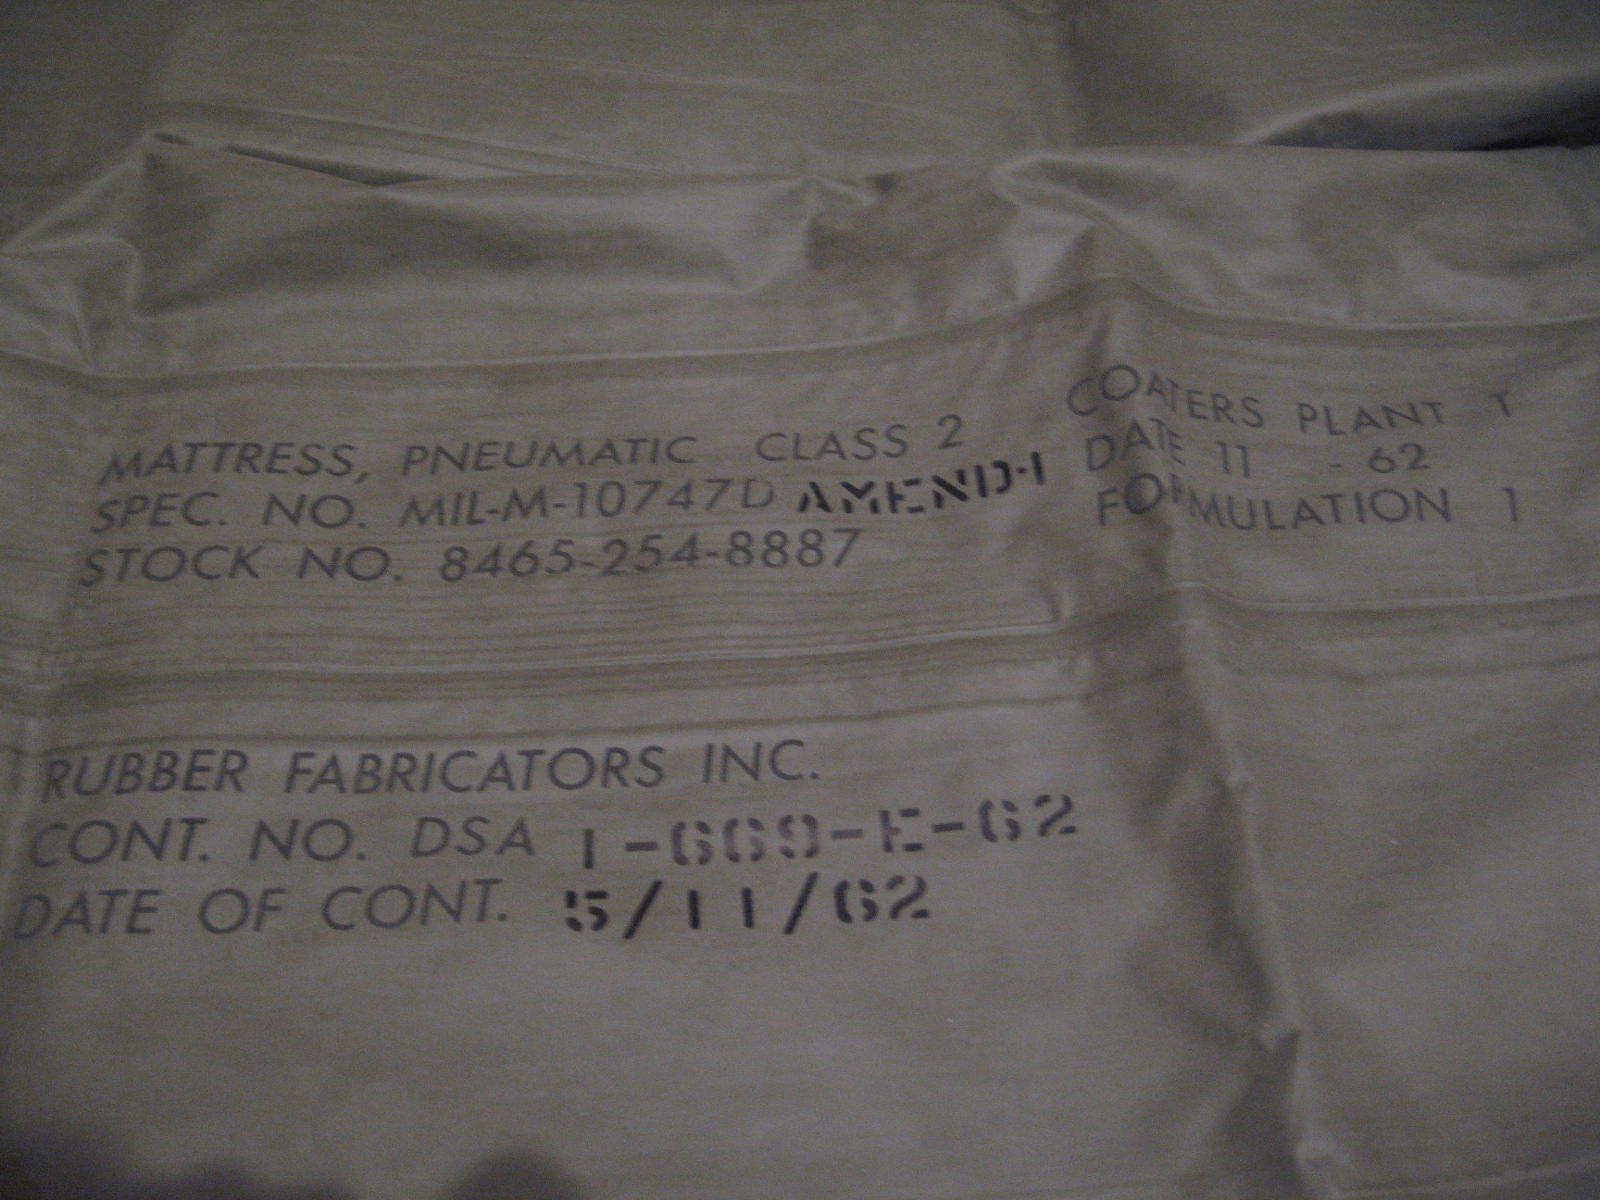 MATTRESS, PNEUMATIC CLASS 2
SPEC. NO. MIL-M-10747D AMEND-1
STOCK NO. 8465-254-8887
COATERS PLANT T
DATE 11 - 62
FORMULATION 1
RUBBER FABRICATORS INC.
CONT. NO. DSA 1-669-E-62
DATE OF CONT. 5/11/62